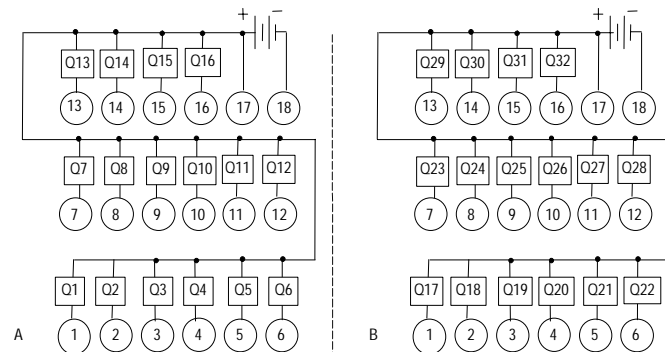 + − + −
Q13 Q14 Q15 Q16 Q29 Q30 Q31 Q32
13 14 15 16 17 18 13 14 15 16 17 18
Q7 Q8 Q9 Q10 Q11 Q12 Q23 Q24 Q25 Q26 Q27 Q28
7 8 9 10 11 12 7 8 9 10 11 12
Q1 Q2 Q3 Q4 Q5 Q6 Q17 Q18 Q19 Q20 Q21 Q22
A 1 2 3 4 5 6 B 1 2 3 4 5 6